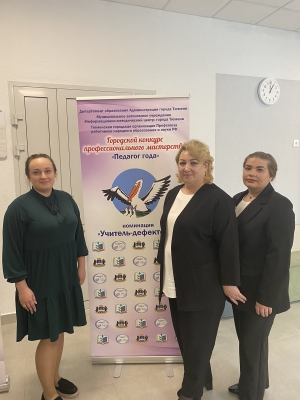 Департамент образования Администрации города Тюмени
Муниципальное автономное учреждение
Информационно-методический центр города Тюмени
Тюменская городская организация Профсоюза
работников народного образования и науки РФ
Городской конкурс
профессионального мастерства
«Педагог года»
номинация
«Учитель-дефекто